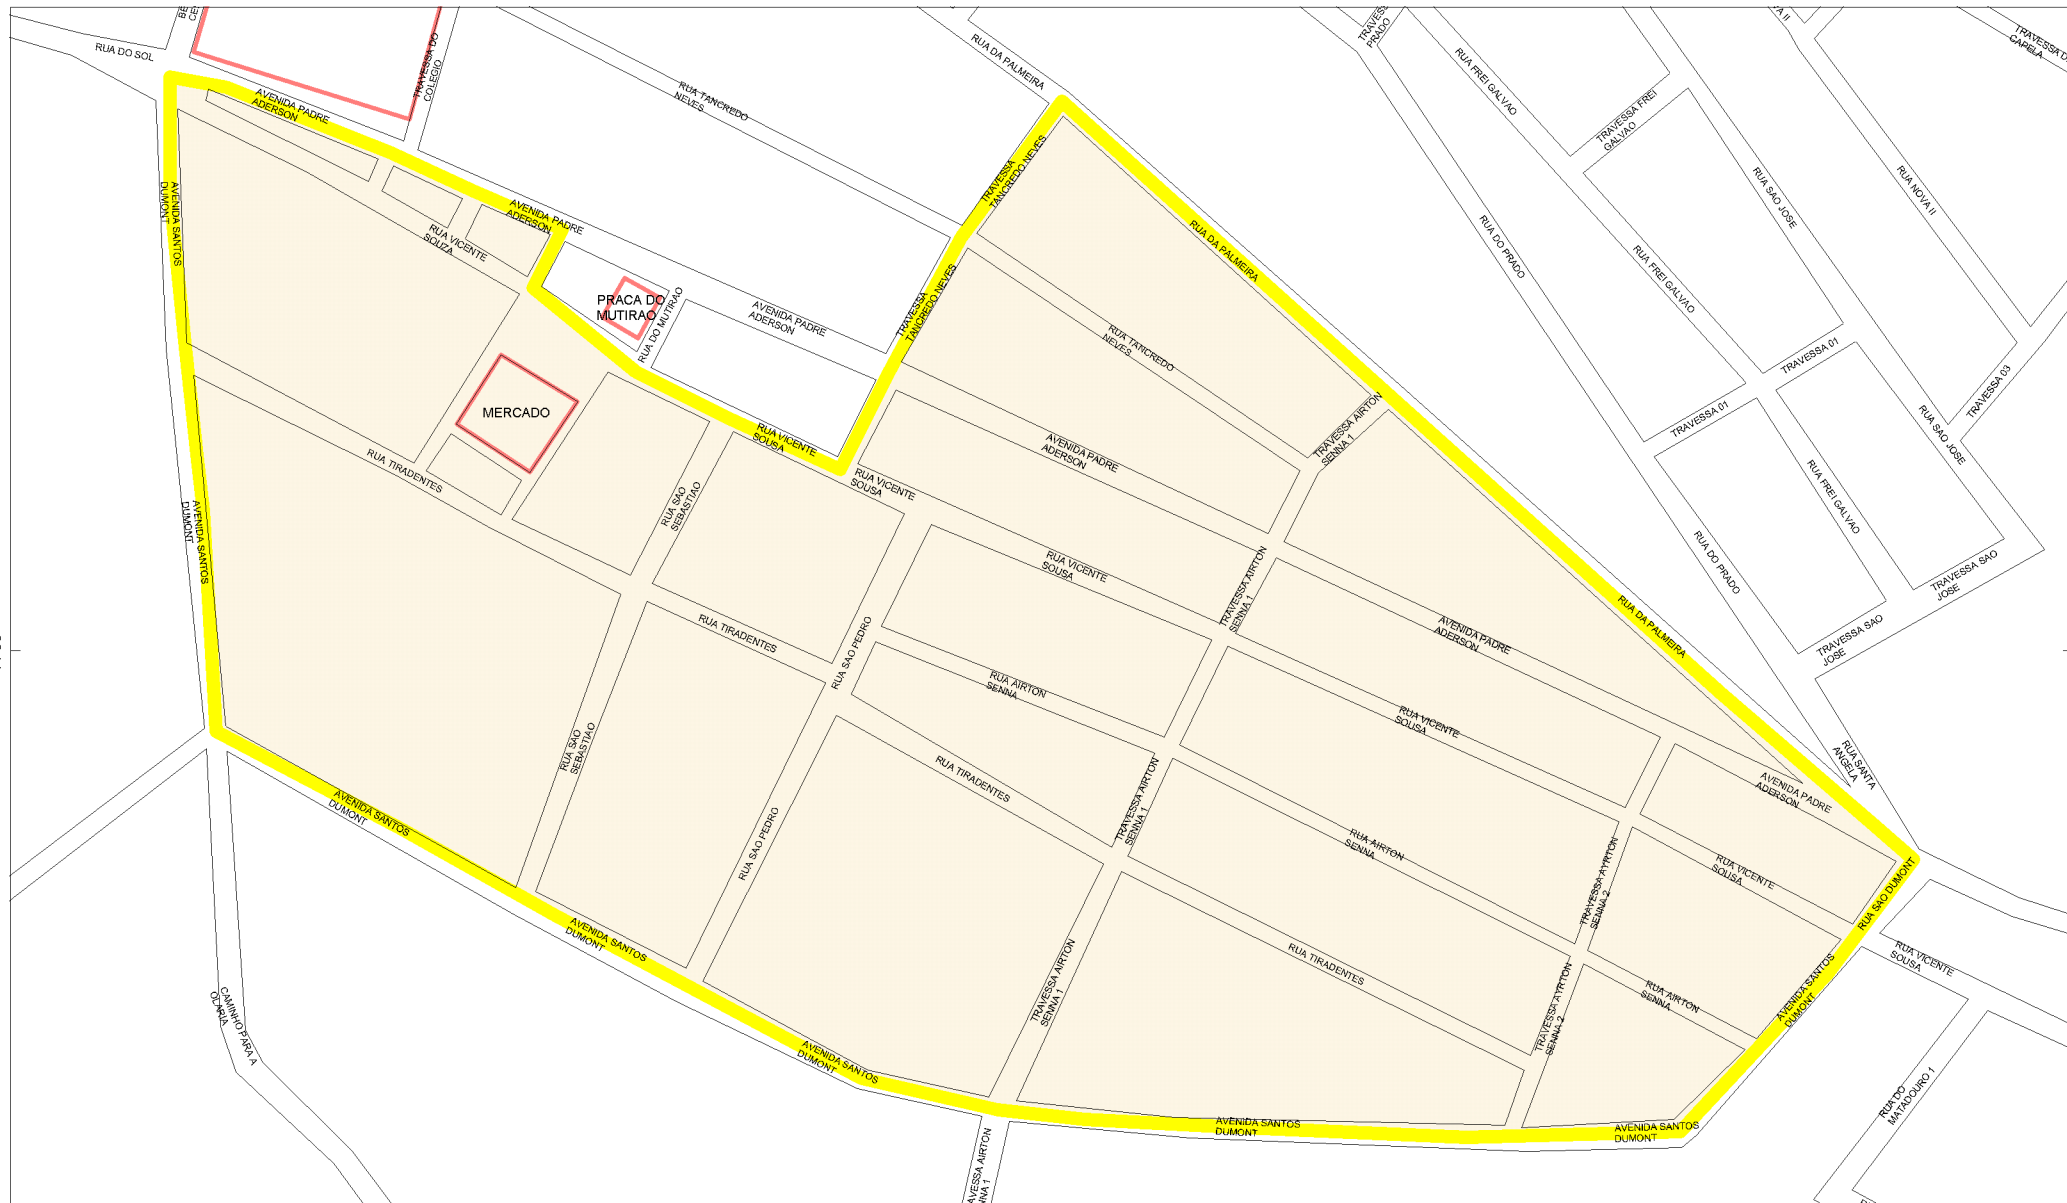 RUA DO SOL
TRAVESSA DO
COLEGIO
RUA TANCREDO
NEVES
RUA DA PALMEIRA
TRAVESSA
PRADO
RUA FREI GALVAO
TRAVESSA FREI
GALVAO
CAPELA
AVENIDA PADRE
ADERSON
AVENIDA SANTOS
DUMONT
RUA VICENTE
SOUZA
AVENIDA PADRE
ADERSON
TRAVESSA
TANCREDO NEVES
RUA DA PALMEIRA
RUA DO PRADO
RUA SAO JOSE
RUA NOVA II
RUA FREI GALVAO
PRACA DO
MUTIRAO
RUA DO MUTIRAO
AVENIDA PADRE
ADERSON
TRAVESSA
TANCREDO NEVES
RUA TANCREDO
NEVES
TRAVESSA 01
TRAVESSA 03
MERCADO
RUA TIRADENTES
RUA VICENTE
SOUSA
RUA VICENTE
SOUSA
AVENIDA PADRE
ADERSON
TRAVESSA AIRTON
SENNA 1
TRAVESSA 01
RUA SAO JOSE
RUA FREI GALVAO
AVENIDA SANTOS
DUMONT
RUA SAO
SEBASTIAO
RUA VICENTE
SOUSA
TRAVESSA AIRTON
SENNA 1
RUA DO PRADO
TRAVESSA SAO
JOSE
TRAVESSA SAO
JOSE
RUA TIRADENTES
RUA SAO PEDRO
RUA AIRTON
SENNA
AVENIDA PADRE
ADERSON
RUA DA PALMEIRA
RUA VICENTE
SOUSA
RUA SAO
SEBASTIAO
RUA TIRADENTES
TRAVESSA AIRTON
SENNA 1
RUA SANTA
ANGELA
AVENIDA PADRE
ADERSON
AVENIDA SANTOS
DUMONT
RUA SAO PEDRO
RUA AIRTON
SENNA
TRAVESSA AYRTON
SENNA 2
RUA VICENTE
SOUSA
RUA SAO DUMONT
AVENIDA SANTOS
DUMONT
TRAVESSA AIRTON
SENNA 1
RUA TIRADENTES
TRAVESSA AYRTON
SENNA 2
RUA AIRTON
SENNA
AVENIDA SANTOS
DUMONT
RUA VICENTE
SOUSA
CAMINHO PARA A
OLARIA
AVENIDA SANTOS
DUMONT
AVENIDA SANTOS
DUMONT
AVENIDA SANTOS
DUMONT
RUA DO
MATADOURO 1